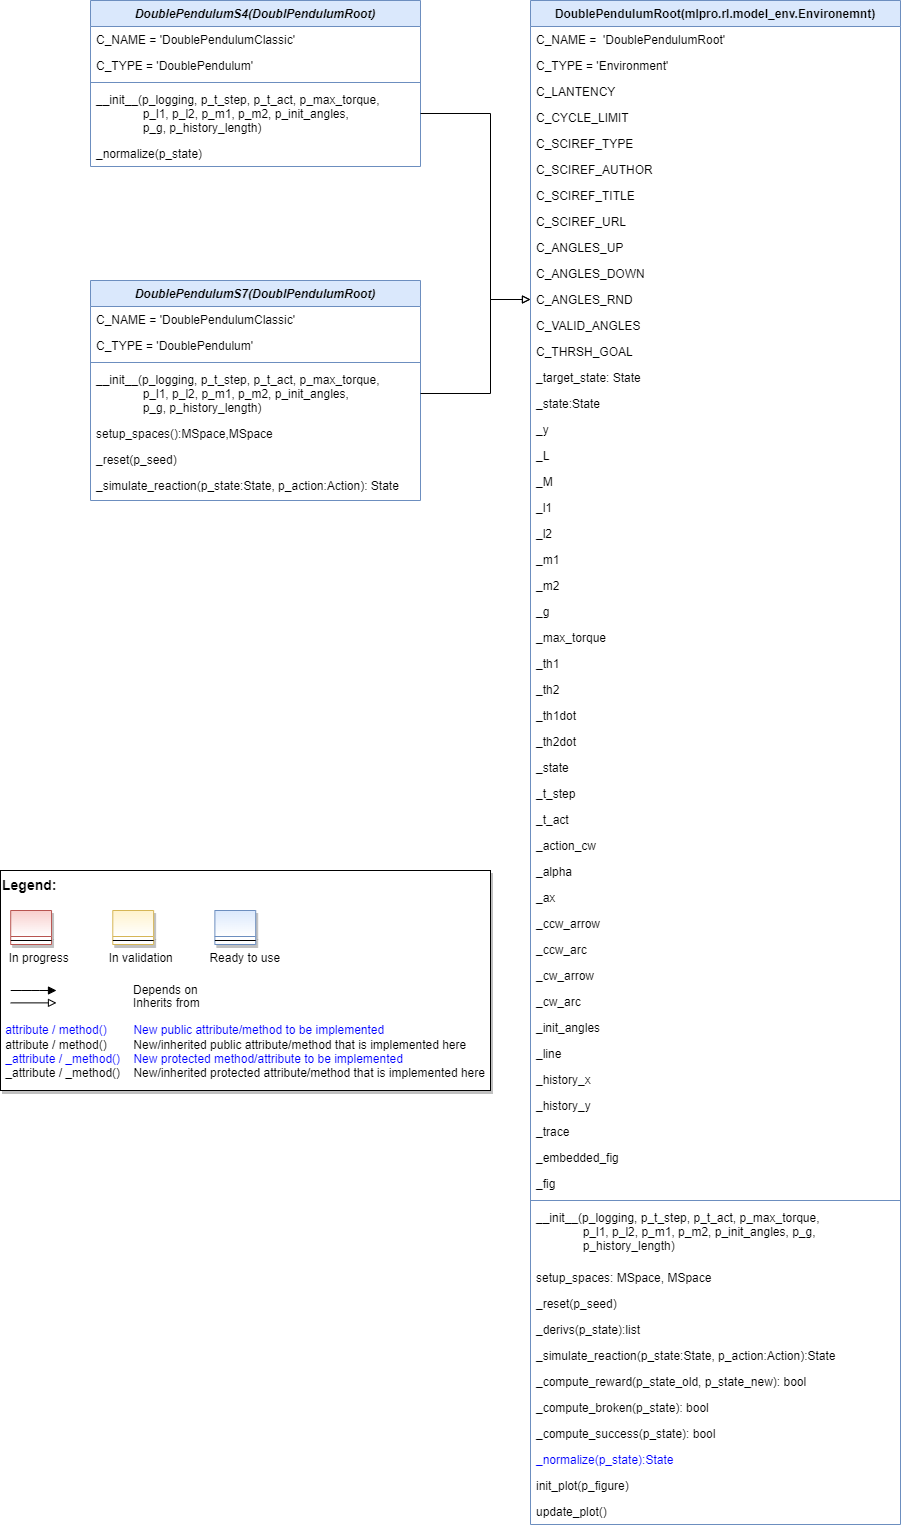 DoublePendulumS4(DoublPendulumRoot)
C_NAME = 'DoublePendulumClassic'
C_TYPE = 'DoublePendulum'
__init__(p_logging, p_t_step, p_t_act, p_max_torque,
p_l1, p_l2, p_m1, p_m2, p_init_angles,
p_g, p_history_length)
_normalize(p_state)
DoublePendulumS7(DoublPendulumRoot)
C_NAME = 'DoublePendulumClassic'
C_TYPE = 'DoublePendulum'
__init__(p_logging, p_t_step, p_t_act, p_max_torque,
p_l1, p_l2, p_m1, p_m2, p_init_angles,
p_g, p_history_length)
setup_spaces():MSpace,MSpace
_reset(p_seed)
_simulate_reaction(p_state:State, p_action:Action): State
DoublePendulumRoot(mlpro.rl.model_env.Environemnt)
C_NAME =  'DoublePendulumRoot'
C_TYPE = 'Environment'
C_LANTENCY
C_CYCLE_LIMIT
C_SCIREF_TYPE
C_SCIREF_AUTHOR
C_SCIREF_TITLE
C_SCIREF_URL
C_ANGLES_UP
C_ANGLES_DOWN
C_ANGLES_RND
C_VALID_ANGLES
C_THRSH_GOAL
_target_state: State
_state:State
_y
_L
_M
_l1
_l2
_m1
_m2
_g
_max_torque
_th1
_th2
_th1dot
_th2dot
_state
_t_step
_t_act
_action_cw
_alpha
_ax
_ccw_arrow
_ccw_arc
_cw_arrow
_cw_arc
_init_angles
_line
_history_x
_history_y
_trace
_embedded_fig
_fig
__init__(p_logging, p_t_step, p_t_act, p_max_torque,
p_l1, p_l2, p_m1, p_m2, p_init_angles, p_g,
p_history_length)
setup_spaces: MSpace, MSpace
_reset(p_seed)
_derivs(p_state):list
_simulate_reaction(p_state:State, p_action:Action):State
_compute_reward(p_state_old, p_state_new): bool
_compute_broken(p_state): bool
_compute_success(p_state): bool
_normalize(p_state):State
init_plot(p_figure)
update_plot()
Legend:
In progress
In validation
Ready to use
Depends on
Inherits from
attribute / method() New public attribute/method to be implemented
attribute / method() New/inherited public attribute/method that is implemented here
_attribute / _method() New protected method/attribute to be implemented
_attribute / _method() New/inherited protected attribute/method that is implemented here